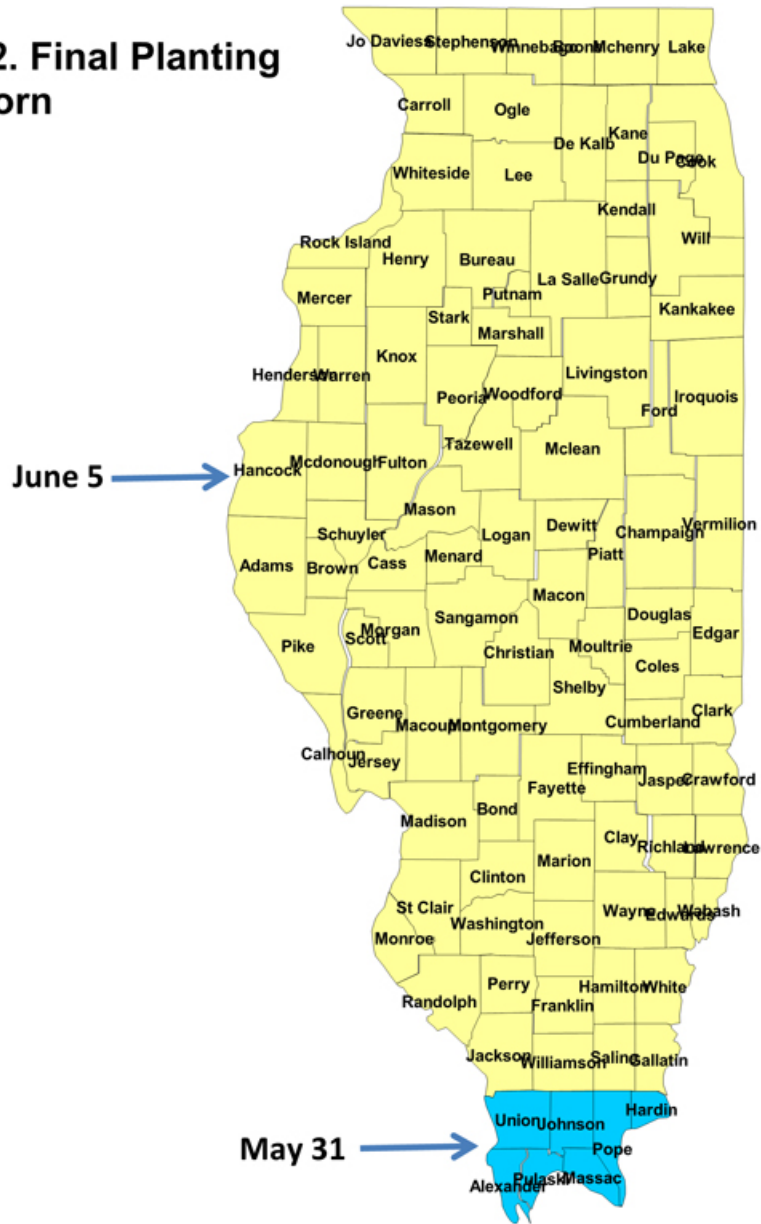 2. Final Planting
orn
Jo Daviess Stephenson Winnebago Boone Mchenry Lake
Carroll Ogle De Kalb Kane Du Page Cook
Whiteside Lee Kendall Will
Rock Island Henry Bureau La Salle Grundy
Mercer Putnam Kankakee
Stark Marshall
Knox Livingston
Henderson Warren Peoria Woodford Ford Iroquois
Tazewell Mclean
June 5 Hancock Mcdonough Fulton
Mason
Schuyler Logan Dewitt Champaign Vermilion
Adams Brown Cass Menard Piatt
Macon
Sangamon Douglas
Pike Scott Morgan Christian Moultrie Edgar
Coles
Shelby
Greene Macoupin Montgomery Cumberland Clark
Calhoun Jersey Effingham Jasper Crawford
Fayette
Madison Bond
Clay Richland Lawrence
Clinton Marion
St Clair Washington Wayne Edwards Wabash
Monroe Jefferson
Randolph Perry Franklin Hamilton White
Jackson Williamson Saline Gallatin
Union Johnson Hardin
May 31 Pope
Alexander Pulaski Massac